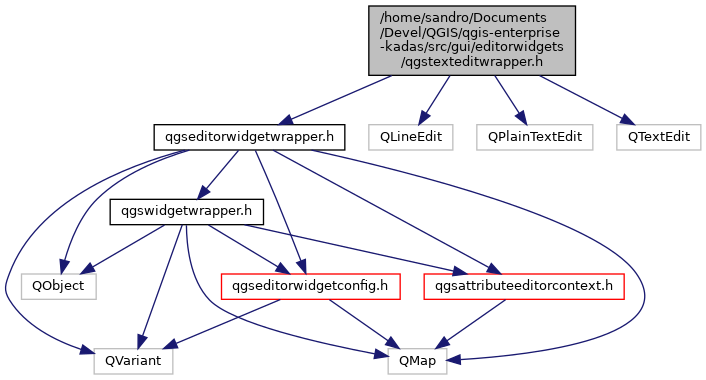 /home/sandro/Documents
/Devel/QGIS/qgis-enterprise
-kadas/src/gui/editorwidgets
/qgstexteditwrapper.h
qgseditorwidgetwrapper.h
QLineEdit
QPlainTextEdit
QTextEdit
qgswidgetwrapper.h
QObject
qgseditorwidgetconfig.h
qgsattributeeditorcontext.h
QVariant
QMap